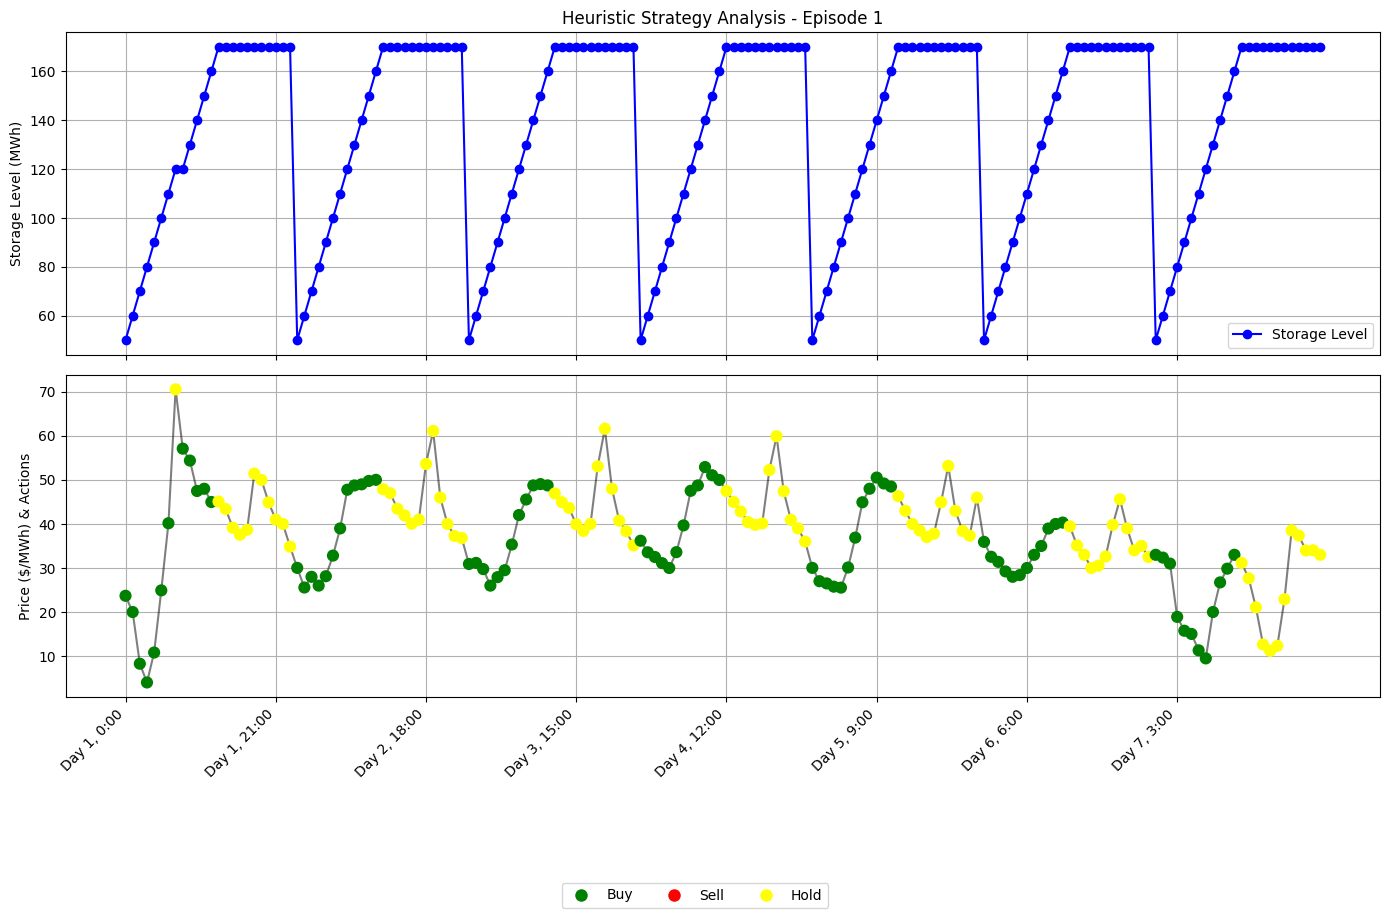 Heuristic Strategy Analysis - Episode 1
Storage Level (MWh)
160
140
120
100
80
60
Storage Level
Price ($/MWh) & Actions
70
60
50
40
30
20
10
Day 1, 0:00
Day 1, 21:00
Day 2, 18:00
Day 3, 15:00
Day 4, 12:00
Day 5, 9:00
Day 6, 6:00
Day 7, 3:00
Buy
Sell
Hold